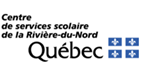 Centre
de services scolaire
de la Rivière-du-Nord
Québec